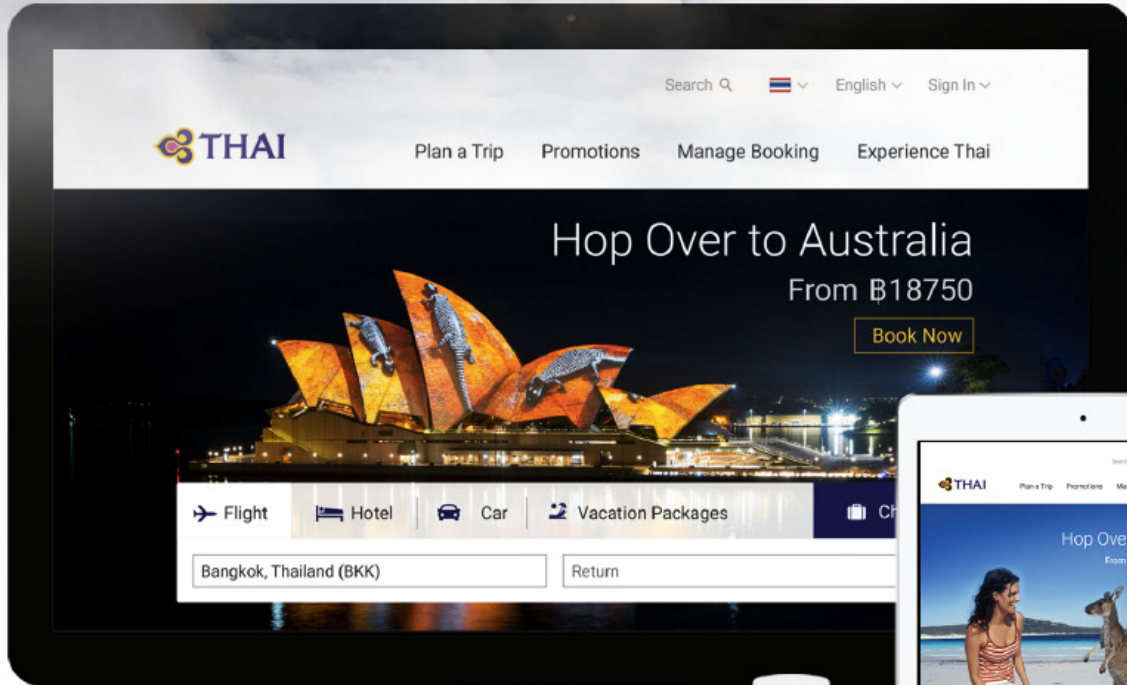 Search English Sign In
THAI Plan a Trip Promotions Manage Booking Experience Thai
Hop Over to Australia
From ฿18750
Book Now
Flight Hotel Car Vacation Packages
Bangkok, Thailand (BKK) Return
THAI Plan a Trip Promotions
Hop
From